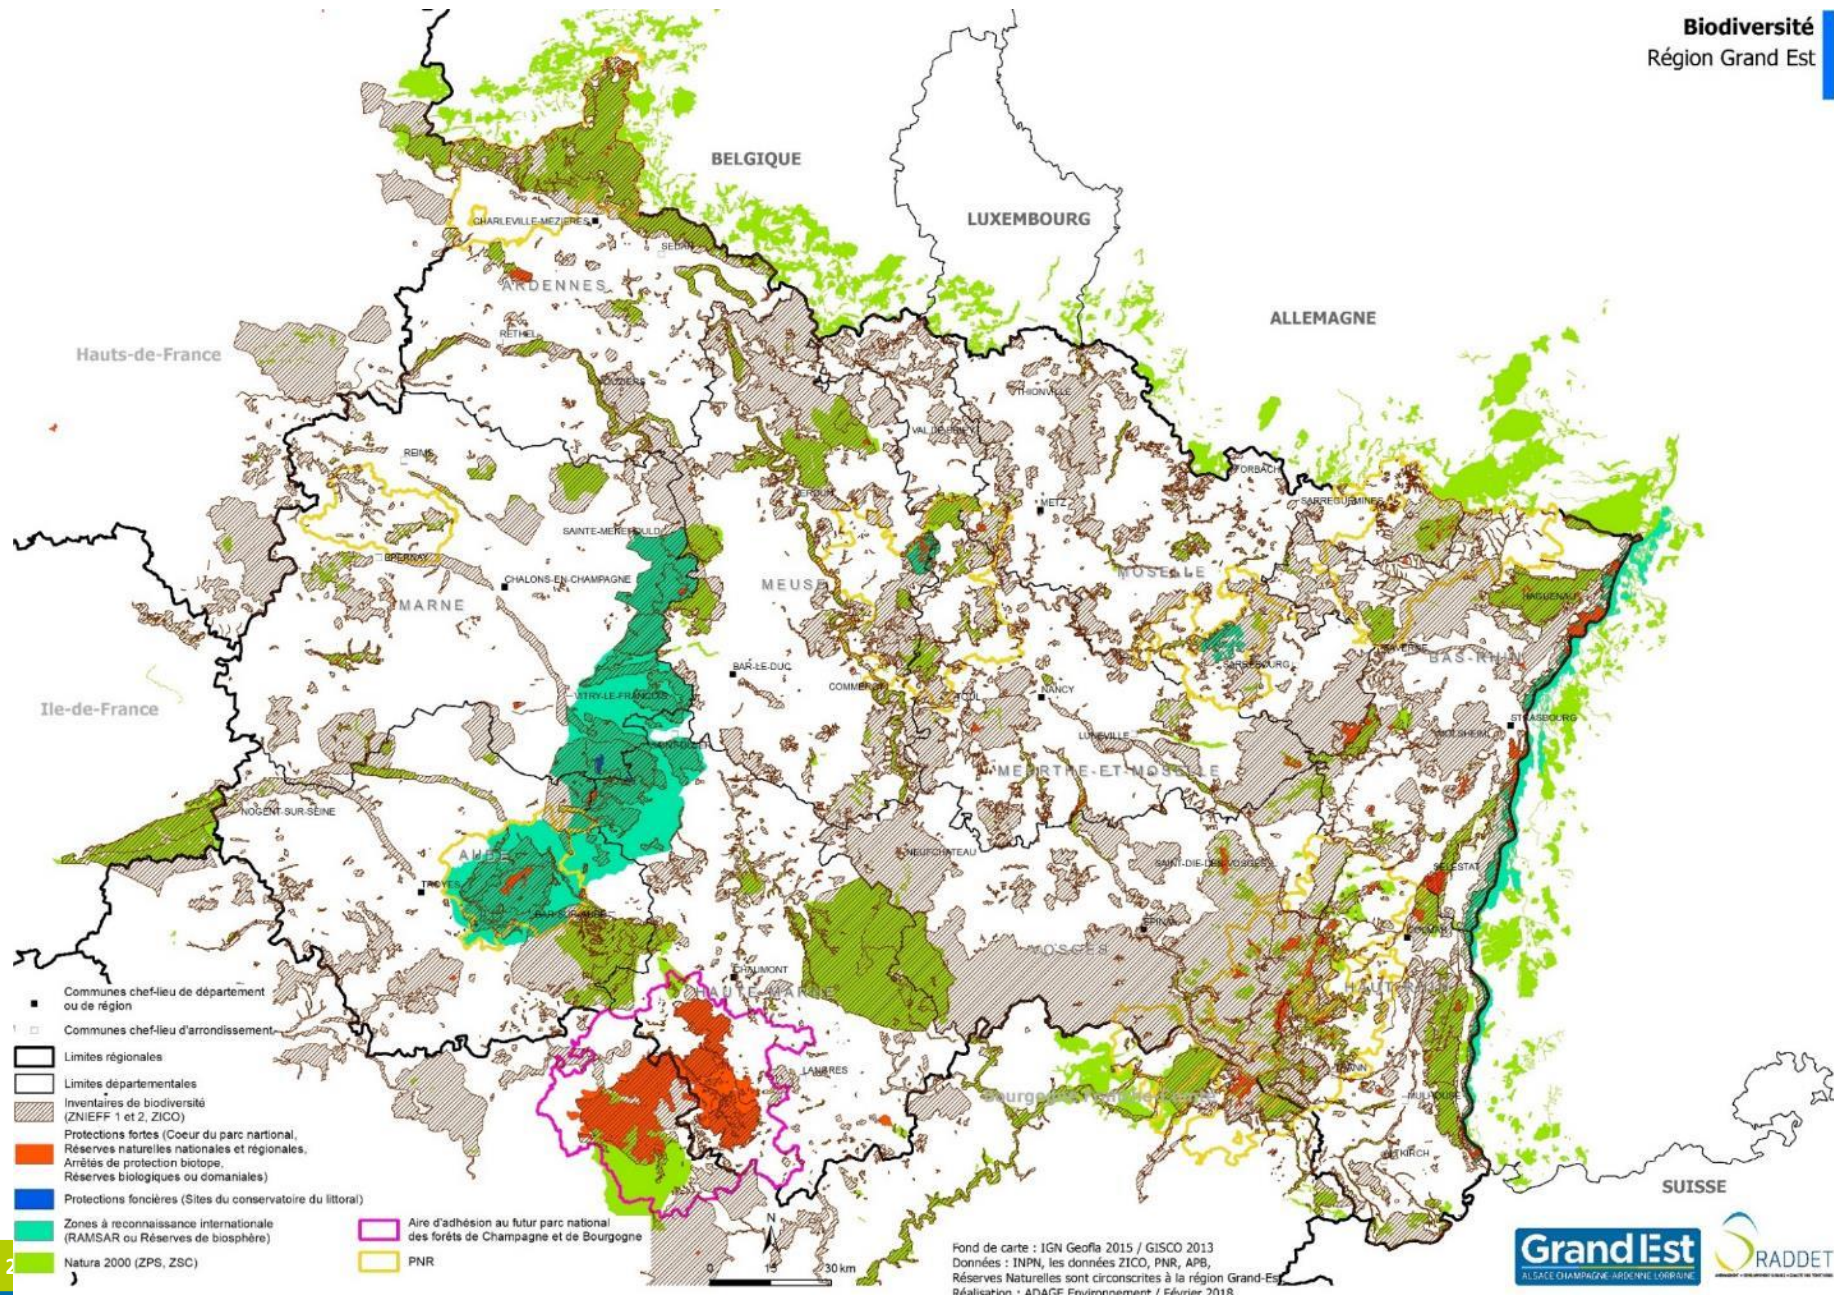 Biodiversité
Région Grand Est
BELGIQUE
LUXEMBOURG
ALLEMAGNE
Hauts-de-France
CHARLEVILLE-MEZIERES
SEDAN
ARDENNES
RETHEL
VOUZIERS
THIONVILLE
VAL DE BRIEY
REIMS
FORBACH
VERDUN
METZ
SARREGUEMINES
SAINTE-MENEHOULD
EPERNAY
CHALONS-EN-CHAMPAGNE
MEUSE
MOSELLE
MARNE
HAGUENAU
SAVERNE
BAS-RHIN
BAR-LE-DUC
SARREBOURG
Ile-de-France
VITRY-LE-FRANCOIS
COMMERCY
TOUL
NANCY
STRASBOURG
LUNEVILLE
MOLSHEIM
MEURTHE-ET-MOSELLE
NOGENT-SUR-SEINE
AUBE
NEUFCHATEAU
SAINT-DIE-DES-VOSGES
SELESTAT
TROYES
BAR-SUR-AUBE
EPINAL
VOSGES
COLMAR
CHAUMONT
HAUTE-MARNE
HAUT-RHIN
LANGRES
THANN
MULHOUSE
ALTKIRCH
SUISSE
Communes chef-lieu de département
ou de région
Communes chef-lieu d'arrondissement
Limites régionales
Limites départementales
Inventaires de biodiversité
(ZNIEFF 1 et 2, ZICO)
Protections fortes (Coeur du parc nartional,
Réserves naturelles nationales et régionales,
Arrêtés de protection biotope,
Réserves biologiques ou domaniales)
Protections foncières (Sites du conservatoire du littoral)
Zones à reconnaissance internationale
(RAMSAR ou Réserves de biosphère)
Natura 2000 (ZPS, ZSC)
Aire d'adhésion au futur parc national
des forêts de Champagne et de Bourgogne
PNR
N
0 15 30 km
Fond de carte : IGN Geofla 2015 / GISCO 2013
Données : INPN, les données ZICO, PNR, APB,
Réserves Naturelles sont circonscrites à la région Grand-Est
Réalisation : ADAGE Environnement / Février 2018
Grand Est
ALSACE CHAMPAGNE-ARDENNE LORRAINE
SRADDET
2